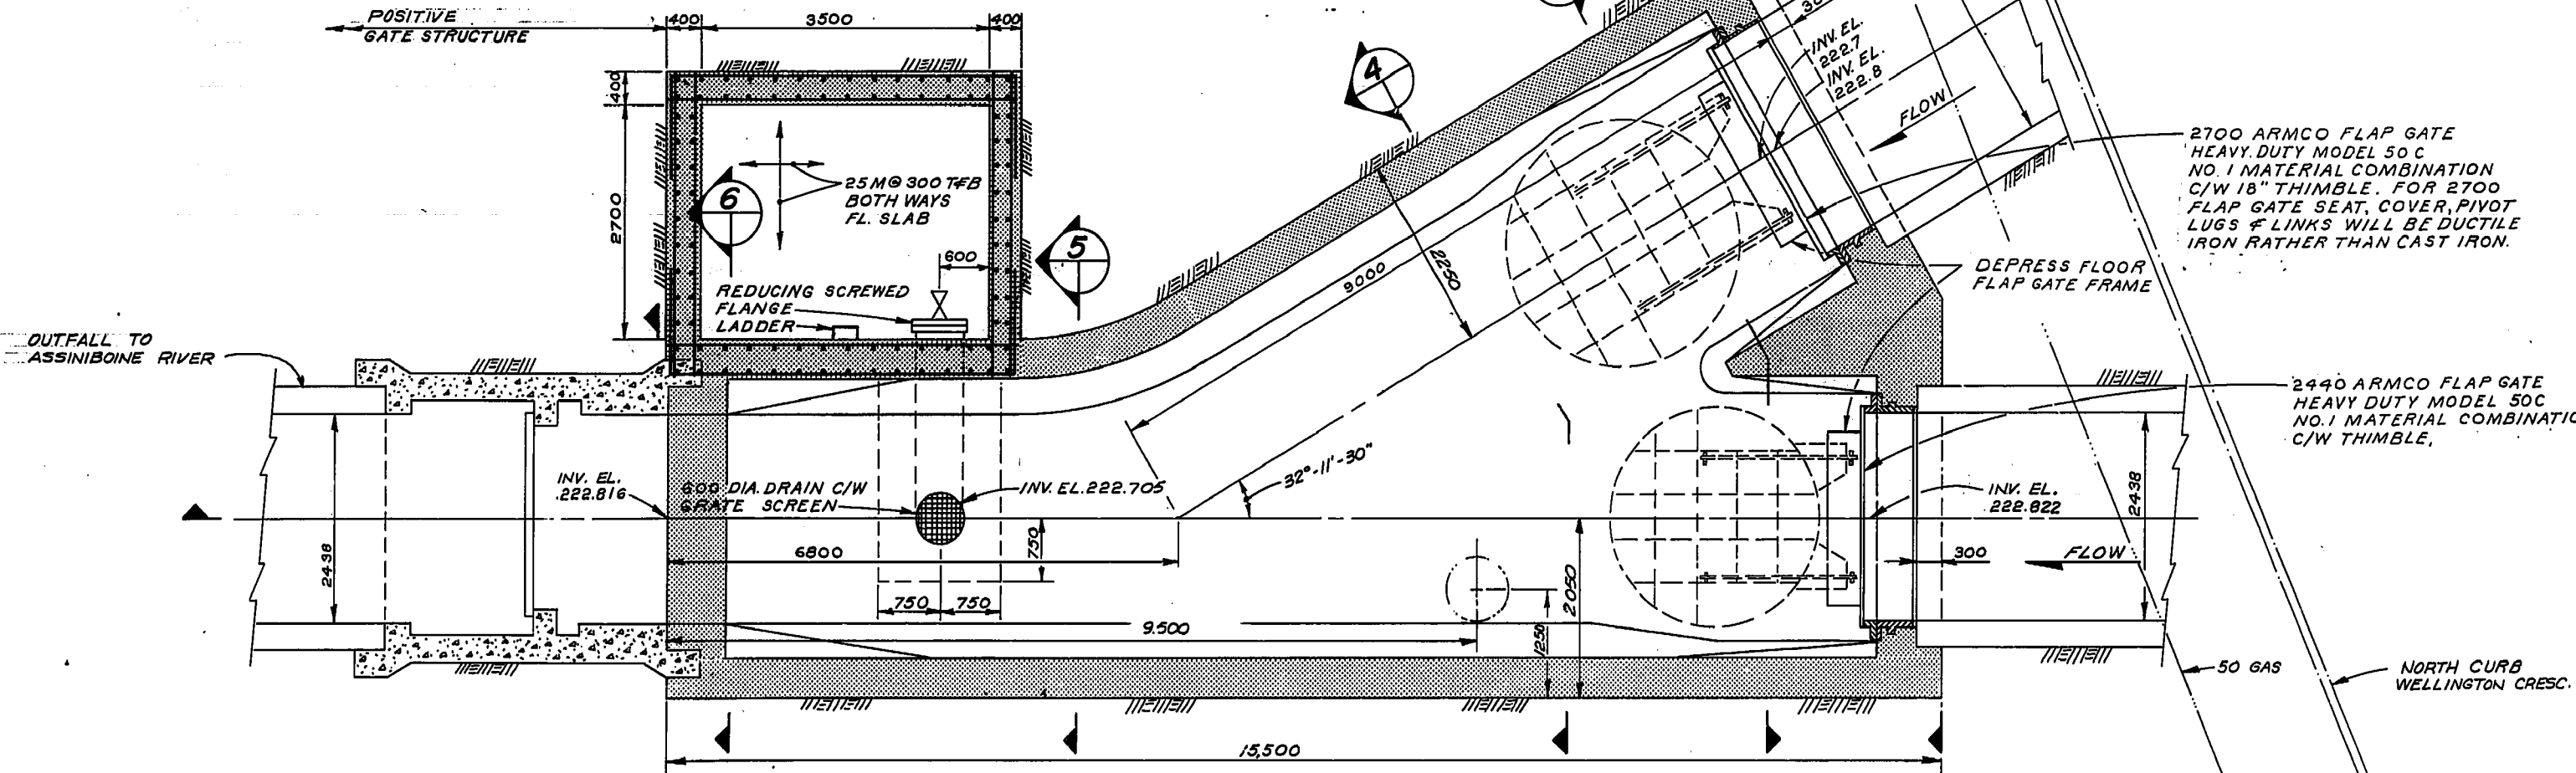 POSITIVE
GATE STRUCTURE
400
3500
400
400
2700
6
25M@300 T&B
BOTH WAYS
FL. SLAB
600
REDUCING SCREWED
FLANGE
LADDER
5
4
INV. EL.
222.7
INV. EL.
222.8
FLOW
2700 ARMCO FLAP GATE
HEAVY DUTY MODEL 50 C
NO. 1 MATERIAL COMBINATION
C/W 18" THIMBLE. FOR 2700
FLAP GATE SEAT, COVER, PIVOT
LUGS & LINKS WILL BE DUCTILE
IRON RATHER THAN CAST IRON.
9000
2250
DEPRESS FLOOR
FLAP GATE FRAME
OUTFALL TO
ASSINIBOINE RIVER
2440 ARMCO FLAP GATE
HEAVY DUTY MODEL 50C
NO.1 MATERIAL COMBINATIO
C/W THIMBLE,
2438
INV. EL.
222.816
600 DIA. DRAIN C/W
GRATE SCREEN
INV. EL. 222.705
32°-11'-30"
INV. EL.
222.822
2438
6800
750
750
750
2050
300
FLOW
9.500
1250
50 GAS
NORTH CURB
WELLINGTON CRESC.
15,500